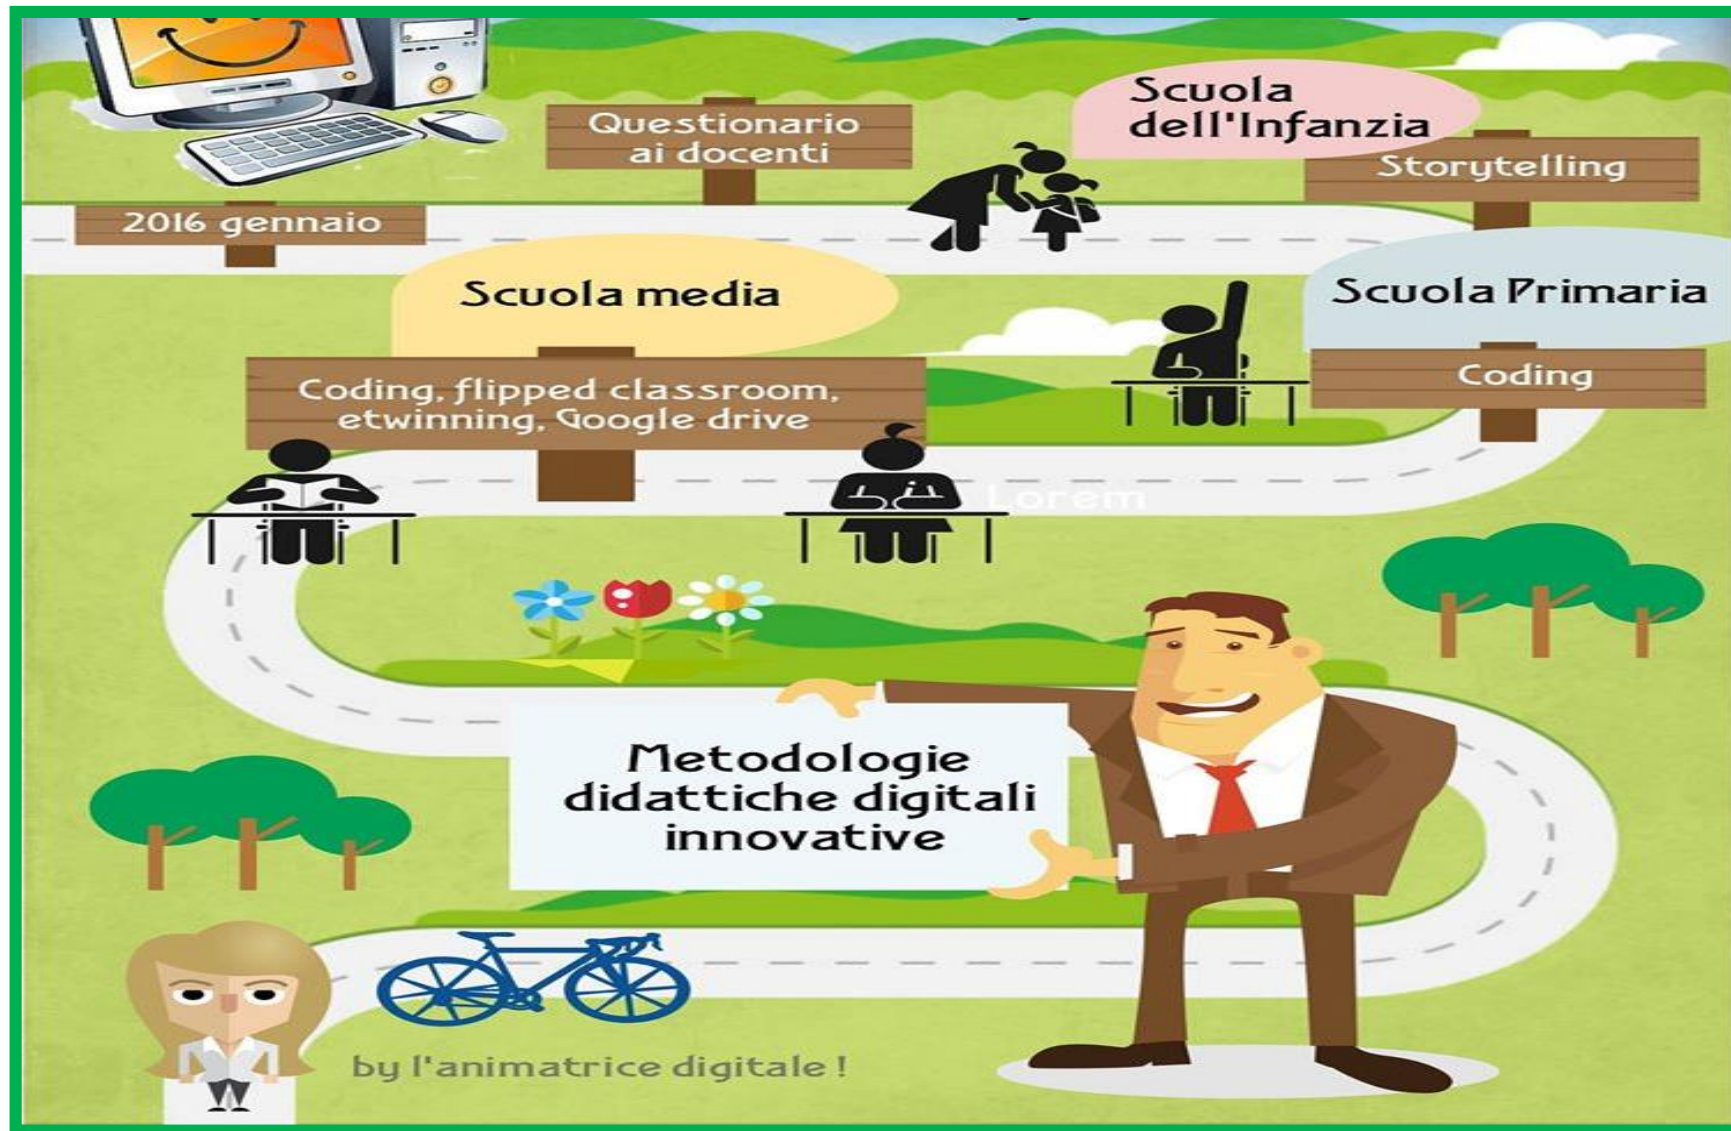 Questionario
ai docenti
Scuola
dell'Infanzia
Storytelling
2016 gennaio
Scuola media
Scuola Primaria
Coding, flipped classroom,
etwinning, Google drive
Coding
Lorem
Metodologie
didattiche digitali
innovative
by l'animatrice digitale !